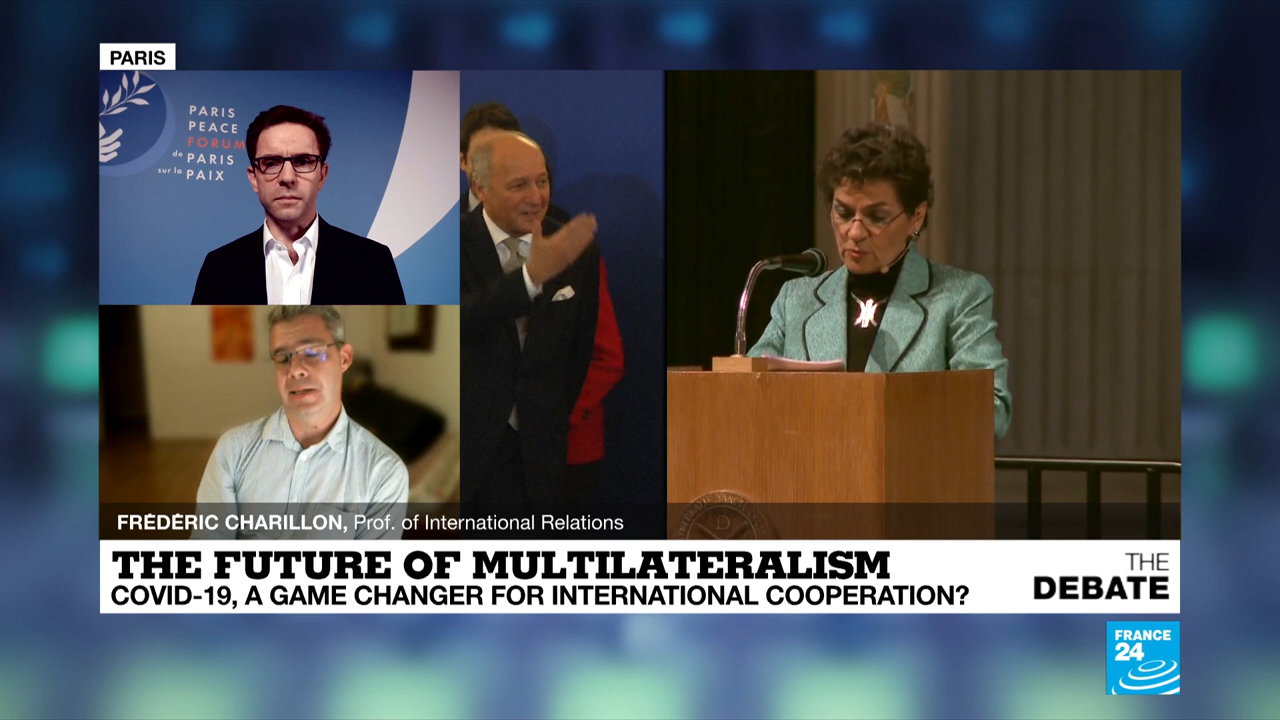 PARIS
PARIS
PEACE
FORUM
de PARIS
sur la PAIX
FRÉDÉRIC CHARILLON, Prof. of International Relations
THE FUTURE OF MULTILATERALISM
COVID-19, A GAME CHANGER FOR INTERNATIONAL COOPERATION?
THE
DEBATE
FRANCE
24